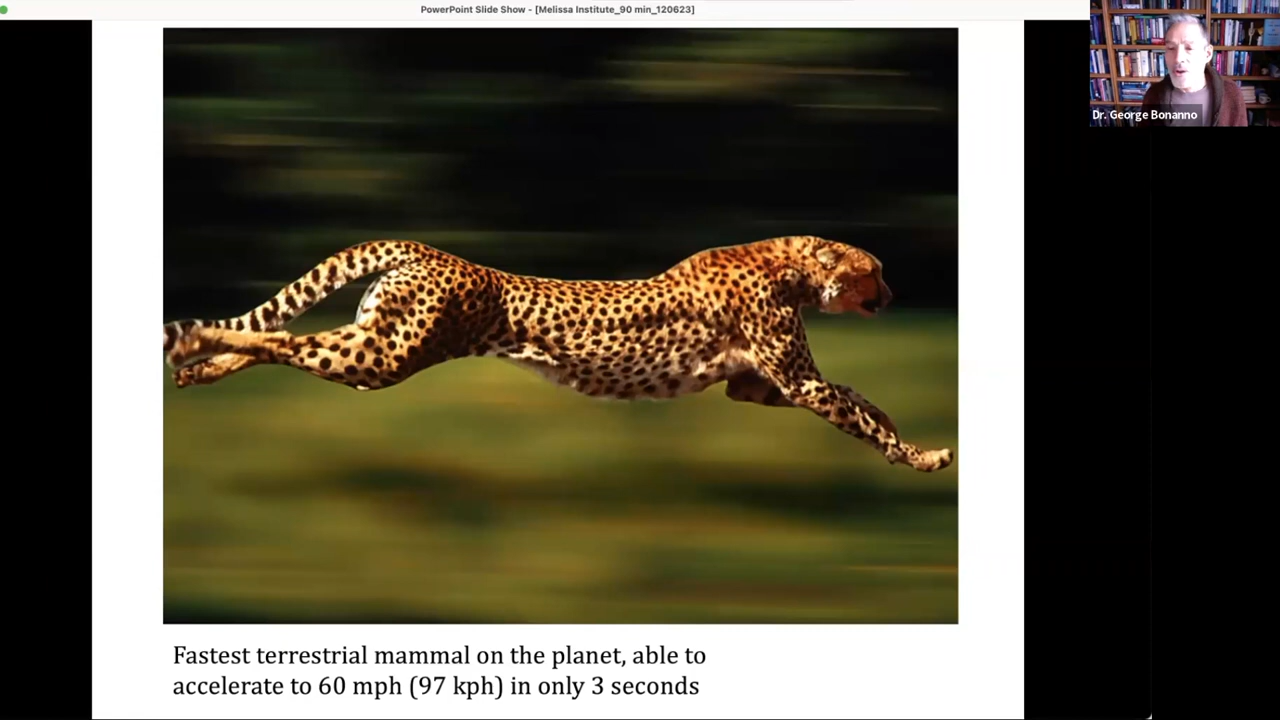 PowerPoint Slide Show - [Melissa Institute_90 min_120623]
Dr. George Bonanno
Fastest terrestrial mammal on the planet, able to
accelerate to 60 mph (97 kph) in only 3 seconds